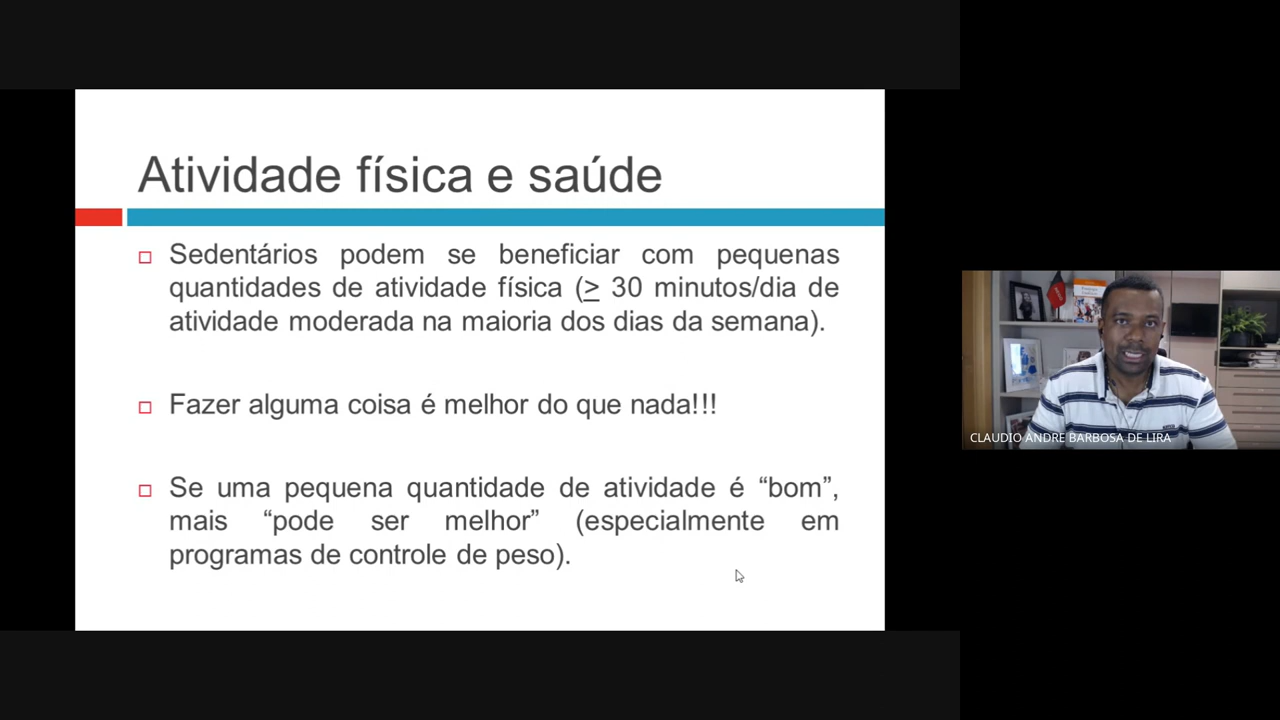 Atividade física e saúde
Sedentários podem se beneficiar com pequenas
quantidades de atividade física (≥ 30 minutos/dia de
atividade moderada na maioria dos dias da semana).
Fazer alguma coisa é melhor do que nada!!!
Se uma pequena quantidade de atividade é “bom”,
mais “pode ser melhor” (especialmente em
programas de controle de peso).
CLAUDIO ANDRE BARBOSA DE LIRA